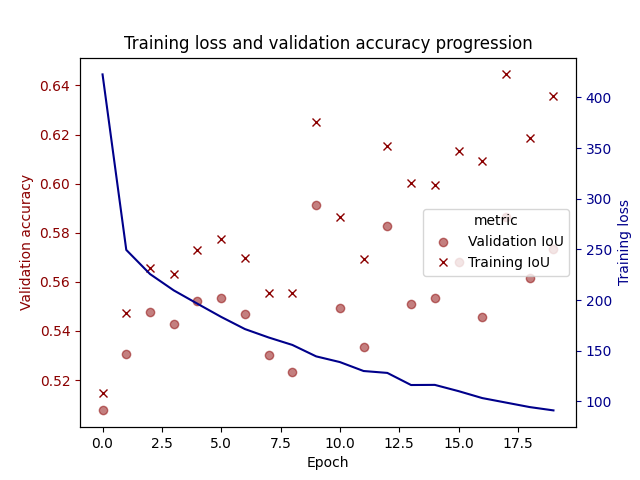 Training loss and validation accuracy progression
0.64
0.62
0.60
0.58
0.56
0.54
0.52
Validation accuracy
400
350
300
250
200
150
100
Training loss
metric
Validation IoU
Training IoU
0.0 2.5 5.0 7.5 10.0 12.5 15.0 17.5
Epoch